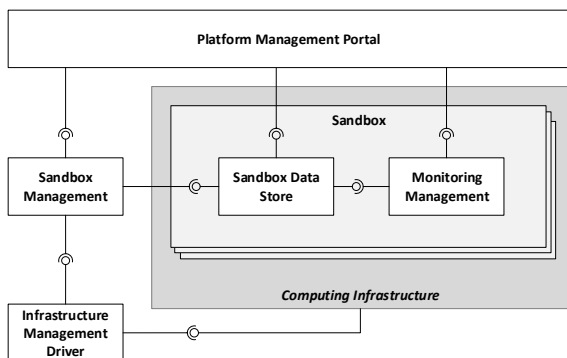 Platform Management Portal
Sandbox
Sandbox
Management
Sandbox Data
Store
Monitoring
Management
Computing Infrastructure
Infrastructure
Management
Driver